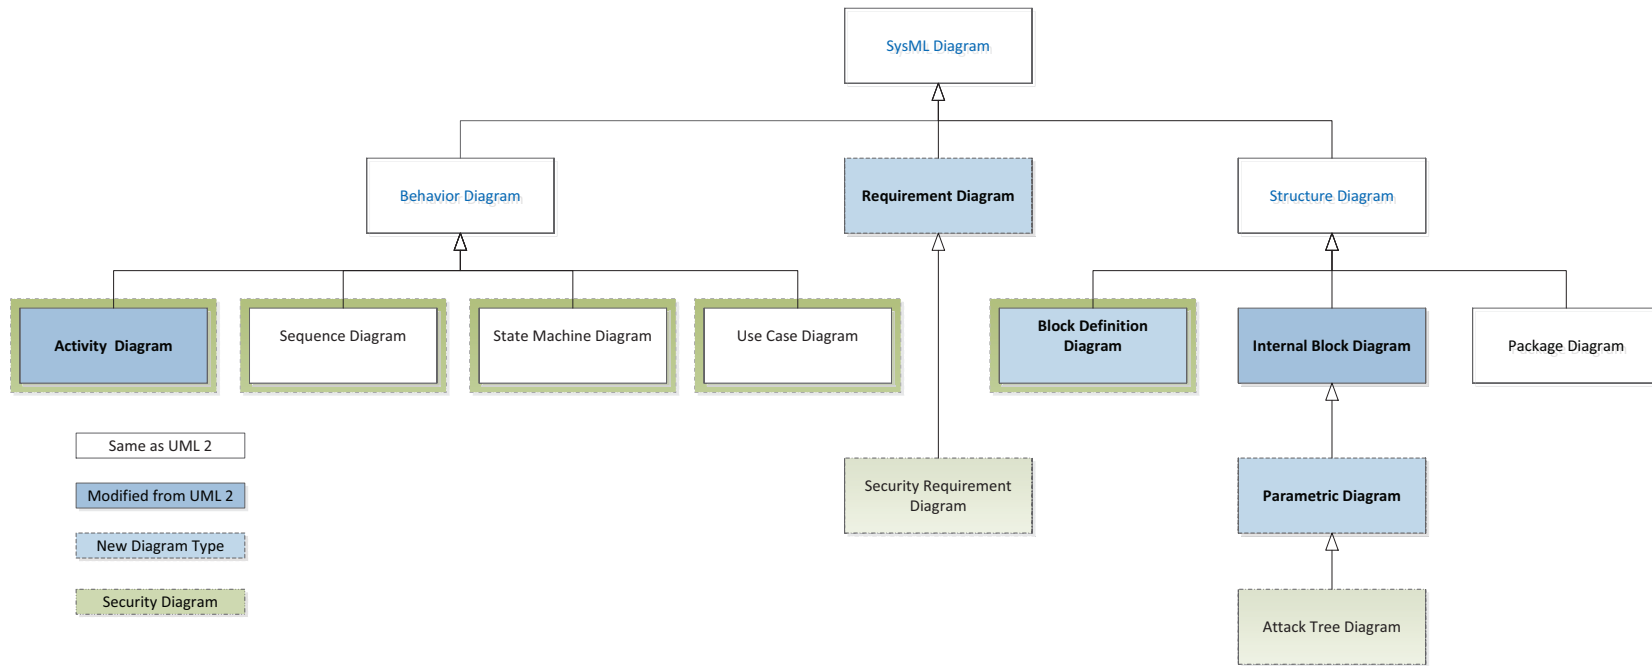 SysML Diagram
Behavior Diagram
Requirement Diagram
Structure Diagram
Activity  Diagram
Sequence Diagram
State Machine Diagram
Use Case Diagram
Block Definition
Diagram
Internal Block Diagram
Package Diagram
Same as UML 2
Modified from UML 2
New Diagram Type
Security Diagram
Security Requirement
Diagram
Parametric Diagram
Attack Tree Diagram